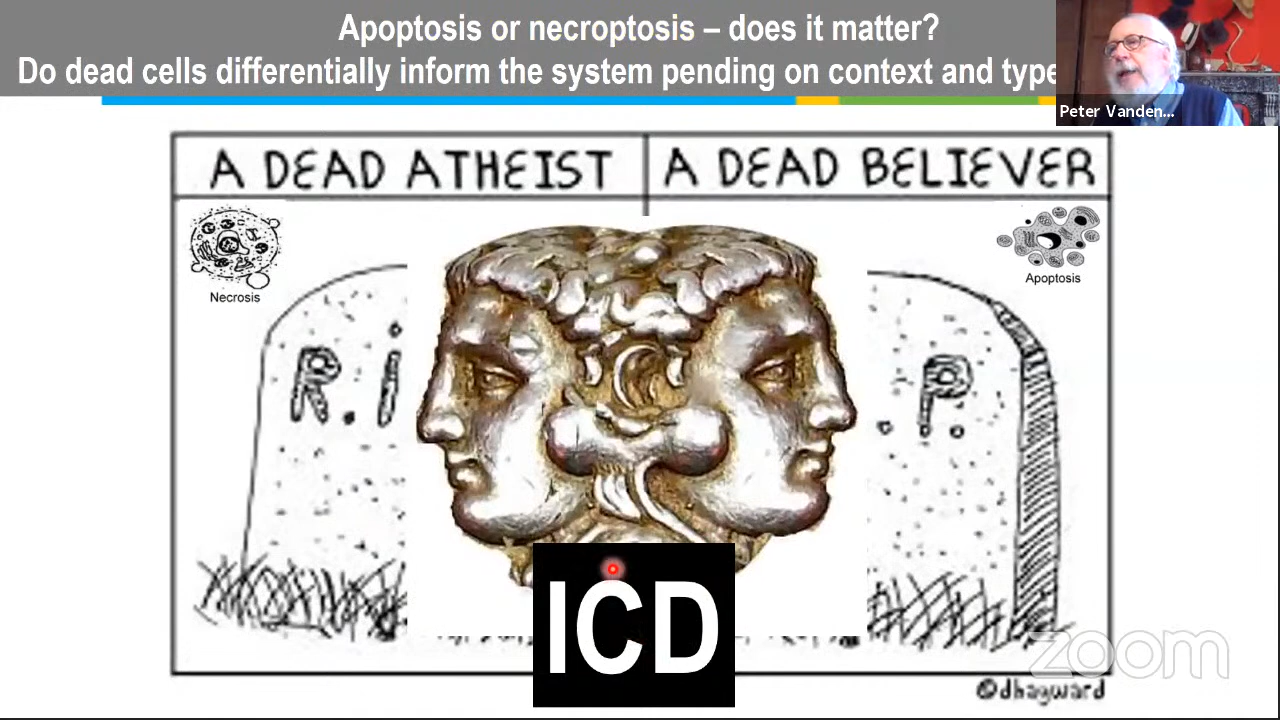 Apoptosis or necroptosis – does it matter?
Do dead cells differentially inform the system pending on context and type
Peter Vanden...
A DEAD ATHEIST
A DEAD BELIEVER
Necrosis
Apoptosis
R.i
.P.
ICD
zoom
@dhagward